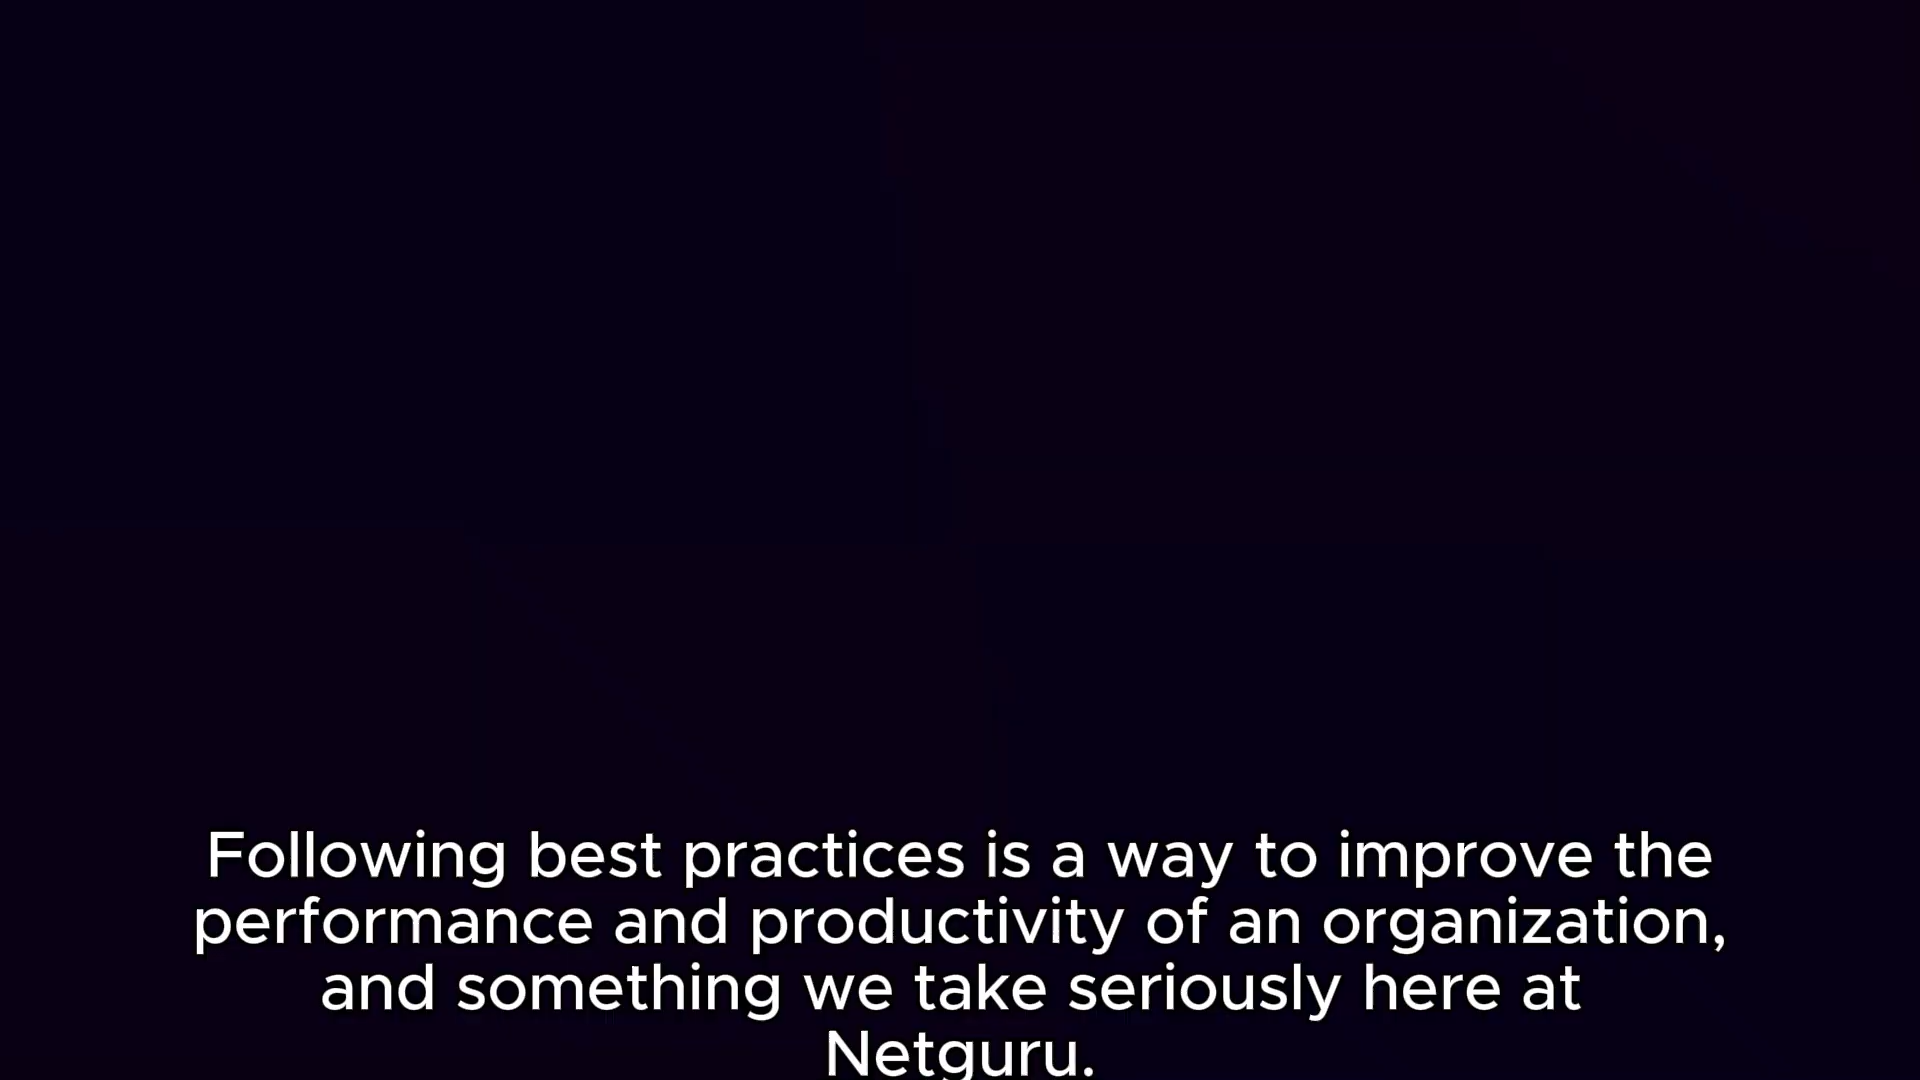 Following best practices is a way to improve the
performance and productivity of an organization,
and something we take seriously here at
Netguru.